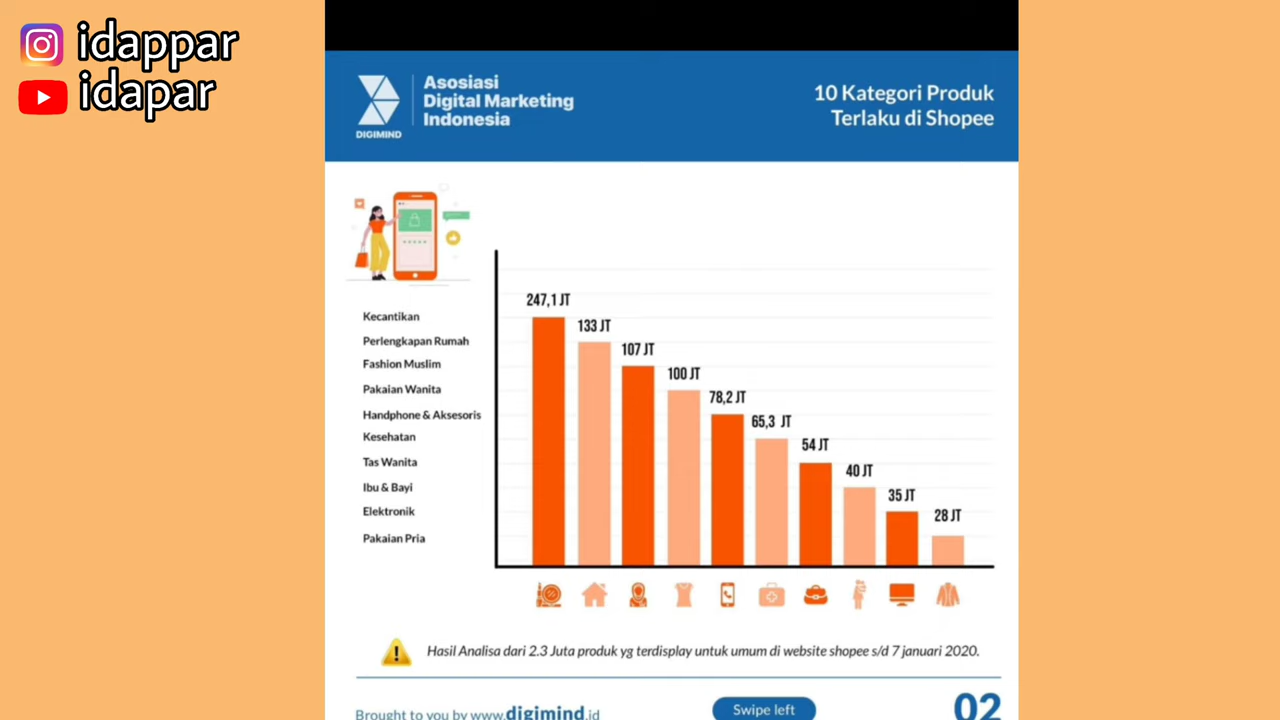 idappar
idapar
Asosiasi
Digital Marketing
Indonesia
DIGIMIND
10 Kategori Produk
Terlaku di Shopee
Kecantikan
Perlengkapan Rumah
Fashion Muslim
Pakaian Wanita
Handphone & Aksesoris
Kesehatan
Tas Wanita
Ibu & Bayi
Elektronik
Pakaian Pria
247,1 JT
133 JT
107 JT
100 JT
78,2 JT
65,3 JT
54 JT
40 JT
35 JT
28 JT
Hasil Analisa dari 2.3 Juta produk yg terdisplay untuk umum di website shopee s/d 7 januari 2020.
Brought to you by www.digimind.id
Swipe left
02